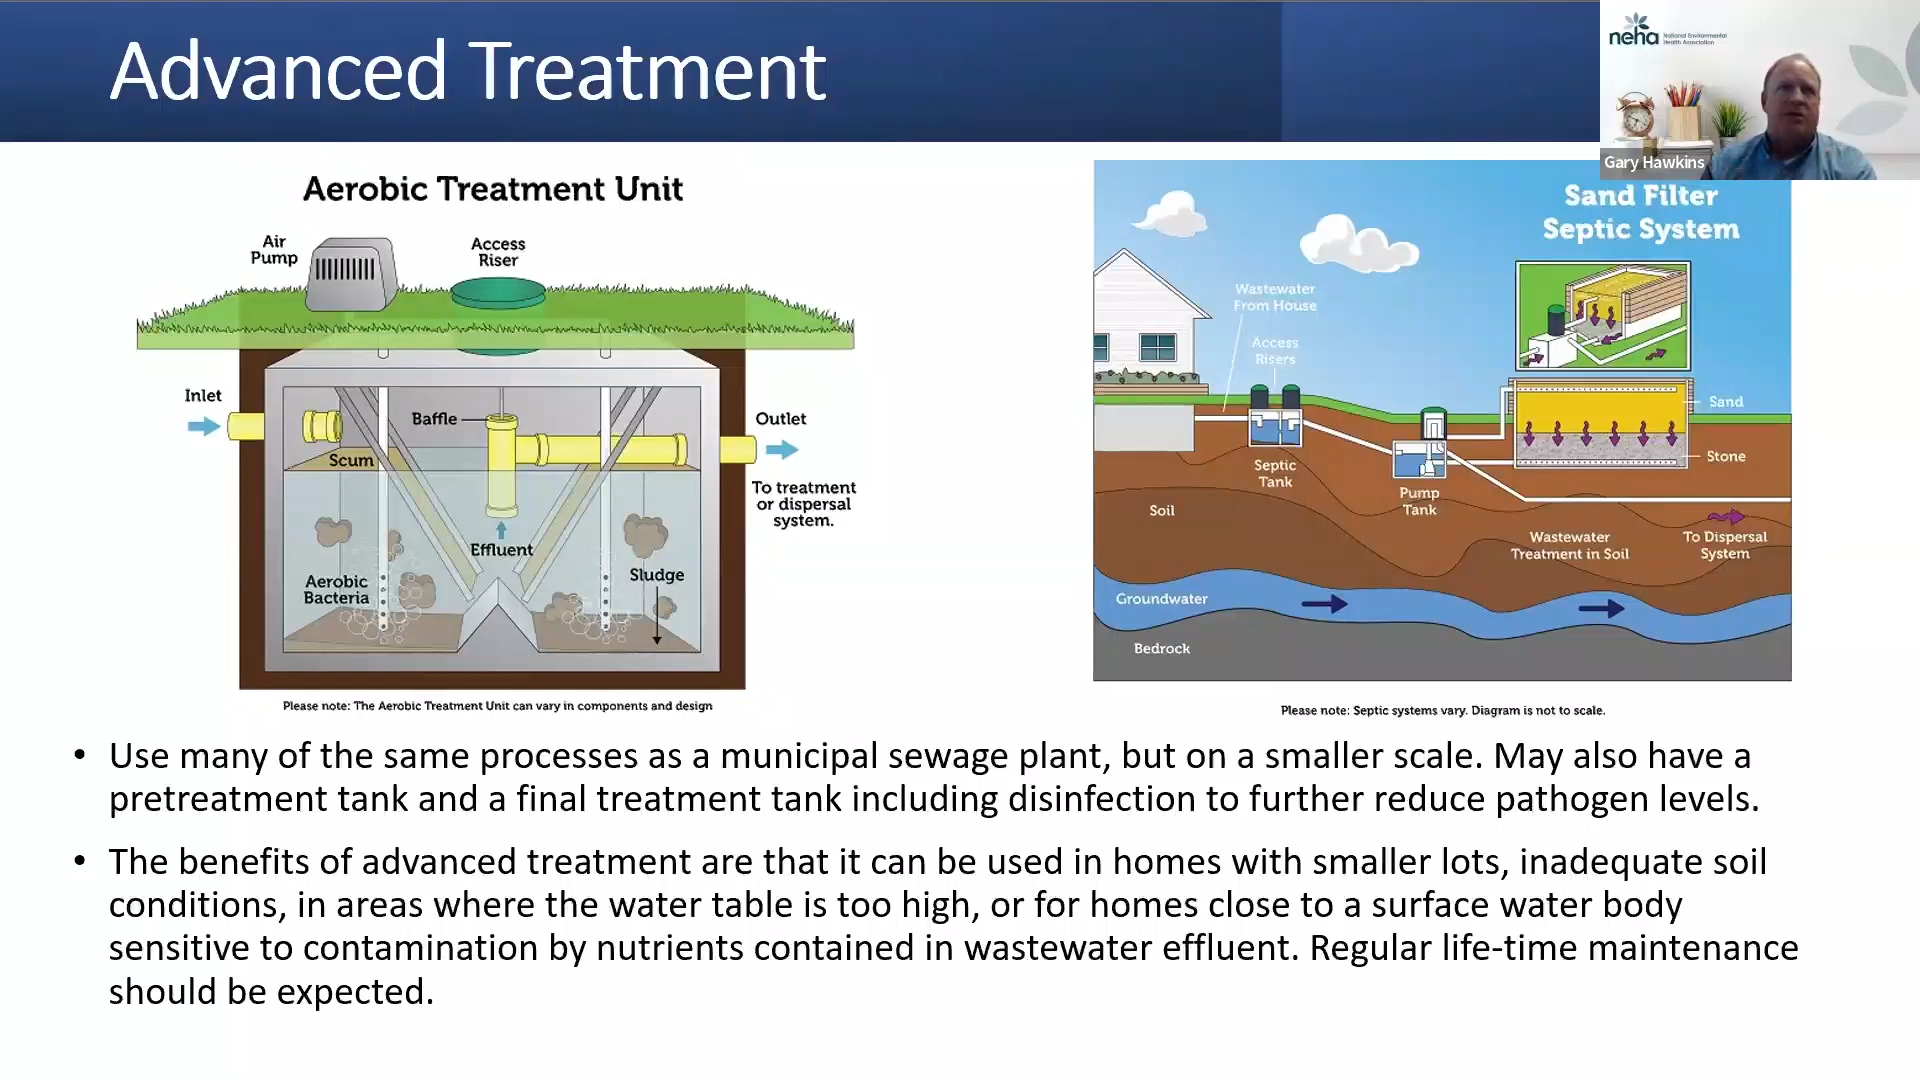 Advanced Treatment
neha National Environmental
Health Association
Gary Hawkins
Aerobic Treatment Unit
Air
Pump
Access
Riser
Inlet
Baffle
Outlet
Scum
To treatment
or dispersal
system.
Effluent
Aerobic
Bacteria
Sludge
Please note: The Aerobic Treatment Unit can vary in components and design
Sand Filter
Septic System
Wastewater
From House
Access
Risers
Sand
Stone
Septic
Tank
Pump
Tank
Soil
Wastewater
Treatment in Soil
To Dispersal
System
Groundwater
Bedrock
Please note: Septic systems vary. Diagram is not to scale.
• Use many of the same processes as a municipal sewage plant, but on a smaller scale. May also have a
pretreatment tank and a final treatment tank including disinfection to further reduce pathogen levels.
• The benefits of advanced treatment are that it can be used in homes with smaller lots, inadequate soil
conditions, in areas where the water table is too high, or for homes close to a surface water body
sensitive to contamination by nutrients contained in wastewater effluent. Regular life-time maintenance
should be expected.